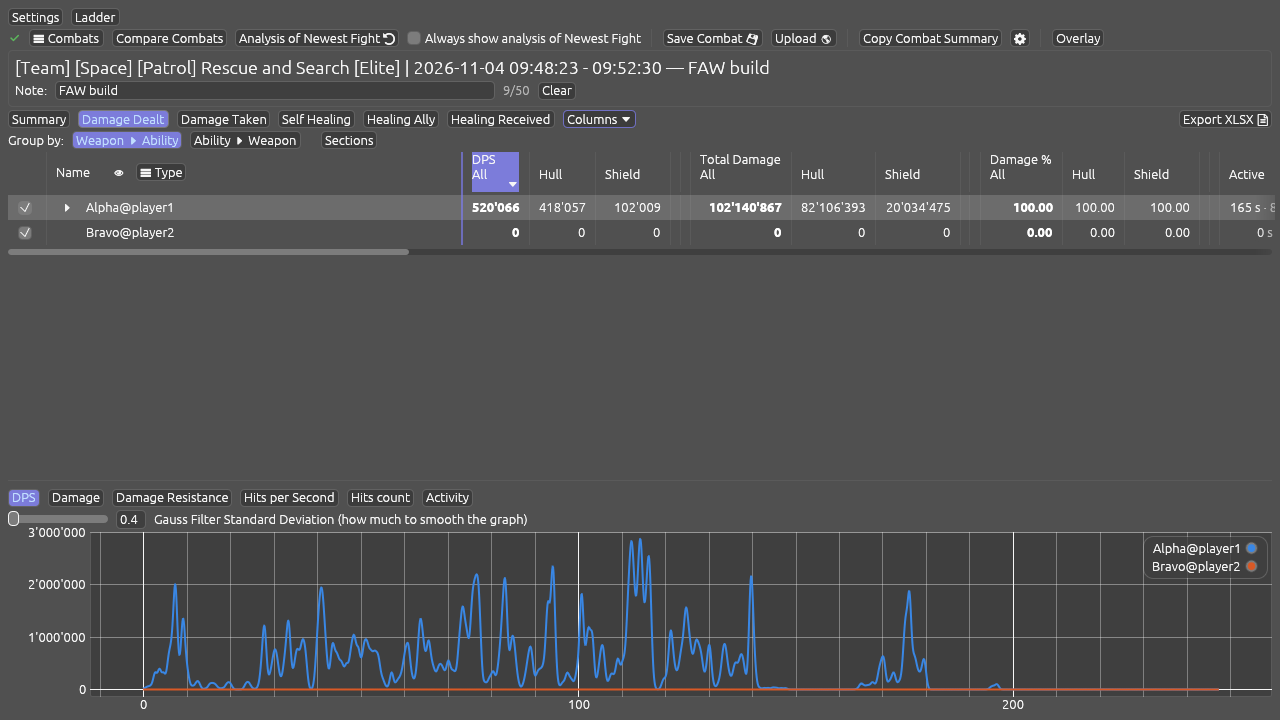 Settings Ladder
Combats Compare Combats Analysis of Newest Fight Always show analysis of Newest Fight Save Combat Upload Copy Combat Summary Overlay
[Team] [Space] [Patrol] Rescue and Search [Elite] | 2026-11-04 09:48:23 - 09:52:30 — FAW build
Note: FAW build 9/50 Clear
Summary Damage Dealt Damage Taken Self Healing Healing Ally Healing Received Columns Export XLSX
Group by: Weapon Ability Ability Weapon Sections
DPS Total Damage Damage %
Name Type All Hull Shield All Hull Shield All Hull Shield Active
Alpha@player1 520'066 418'057 102'009 102'140'867 82'106'393 20'034'475 100.00 100.00 100.00 165 s · 8
Bravo@player2 0 0 0 0 0 0 0.00 0.00 0.00 0 s
DPS Damage Damage Resistance Hits per Second Hits count Activity
0.4 Gauss Filter Standard Deviation (how much to smooth the graph)
3'000'000
2'000'000
1'000'000
0
Alpha@player1
Bravo@player2
0 100 200